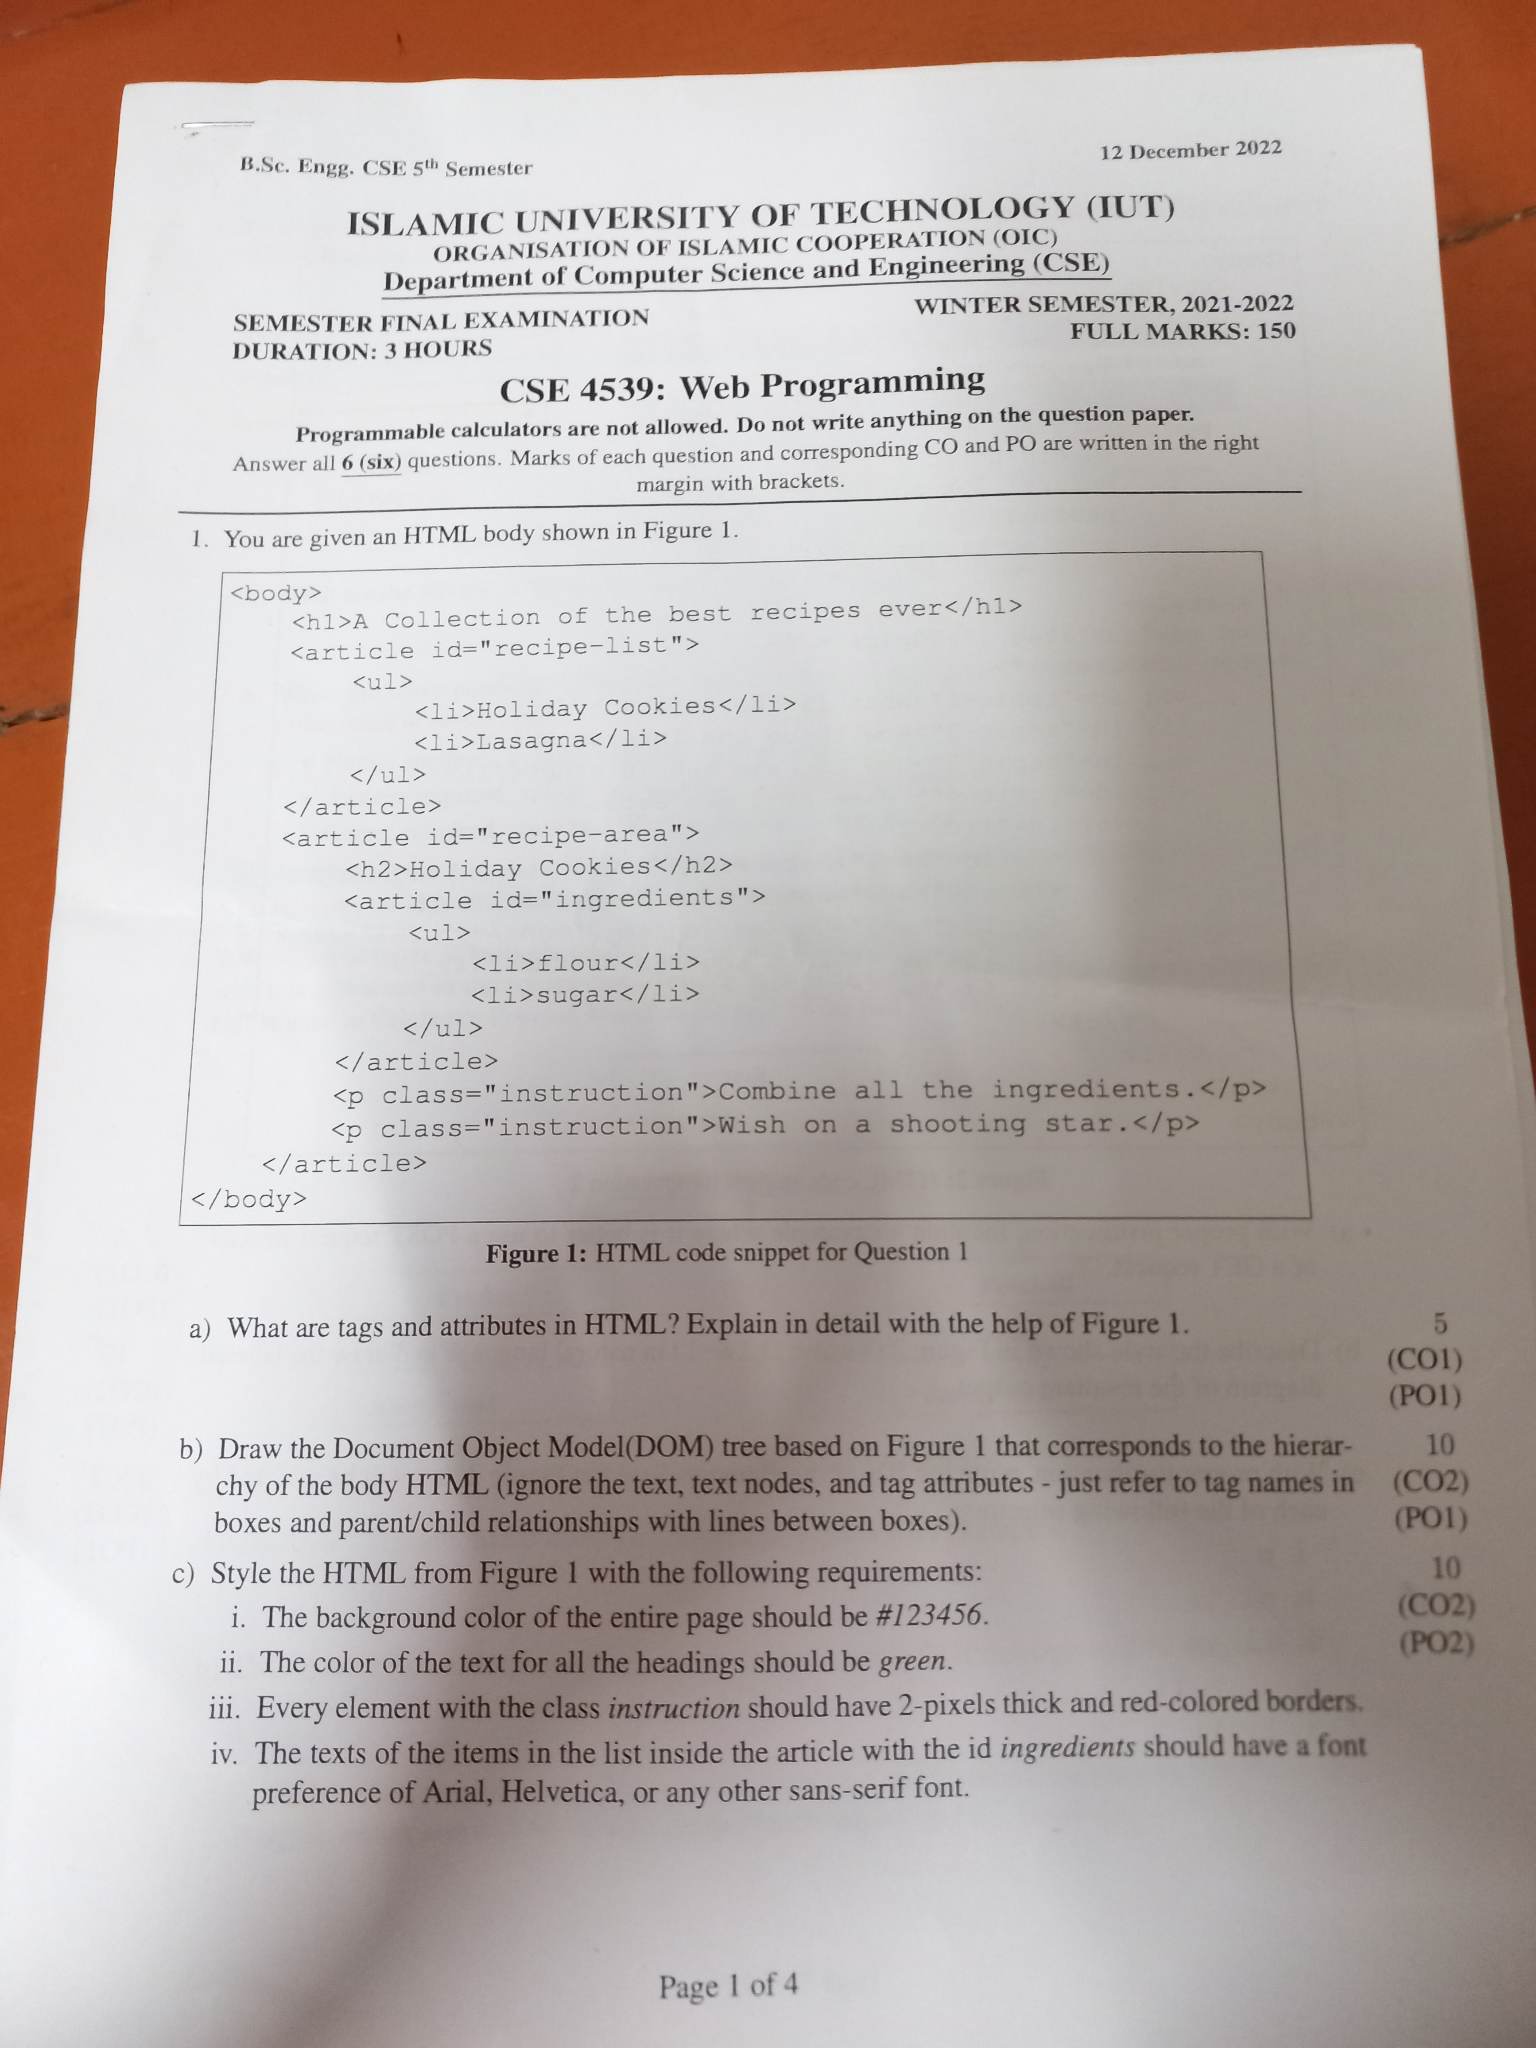 B.Sc. Engg. CSE 5th Semester
12 December 2022
ISLAMIC UNIVERSITY OF TECHNOLOGY (IUT)
ORGANISATION OF ISLAMIC COOPERATION (OIC)
Department of Computer Science and Engineering (CSE)
SEMESTER FINAL EXAMINATION
WINTER SEMESTER, 2021-2022
DURATION: 3 HOURS
FULL MARKS: 150
CSE 4539: Web Programming
Programmable calculators are not allowed. Do not write anything on the question paper.
Answer all 6 (six) questions. Marks of each question and corresponding CO and PO are written in the right
margin with brackets.
1. You are given an HTML body shown in Figure 1.
<body>
<h1>A Collection of the best recipes ever</h1>
<article id="recipe-list">
<ul>
<li>Holiday Cookies</li>
<li>Lasagna</li>
</ul>
</article>
<article id="recipe-area">
<h2>Holiday Cookies</h2>
<article id="ingredients">
<ul>
<li>flour</li>
<li>sugar</li>
</ul>
</article>
<p class="instruction">Combine all the ingredients.</p>
<p class="instruction">Wish on a shooting star.</p>
</article>
</body>
Figure 1: HTML code snippet for Question 1
a) What are tags and attributes in HTML? Explain in detail with the help of Figure 1. 5
(CO1)
(PO1)
b) Draw the Document Object Model(DOM) tree based on Figure 1 that corresponds to the hierar- 10
chy of the body HTML (ignore the text, text nodes, and tag attributes - just refer to tag names in (CO2)
boxes and parent/child relationships with lines between boxes). (PO1)
c) Style the HTML from Figure 1 with the following requirements: 10
i. The background color of the entire page should be #123456. (CO2)
ii. The color of the text for all the headings should be green. (PO2)
iii. Every element with the class instruction should have 2-pixels thick and red-colored borders.
iv. The texts of the items in the list inside the article with the id ingredients should have a font
preference of Arial, Helvetica, or any other sans-serif font.
Page 1 of 4